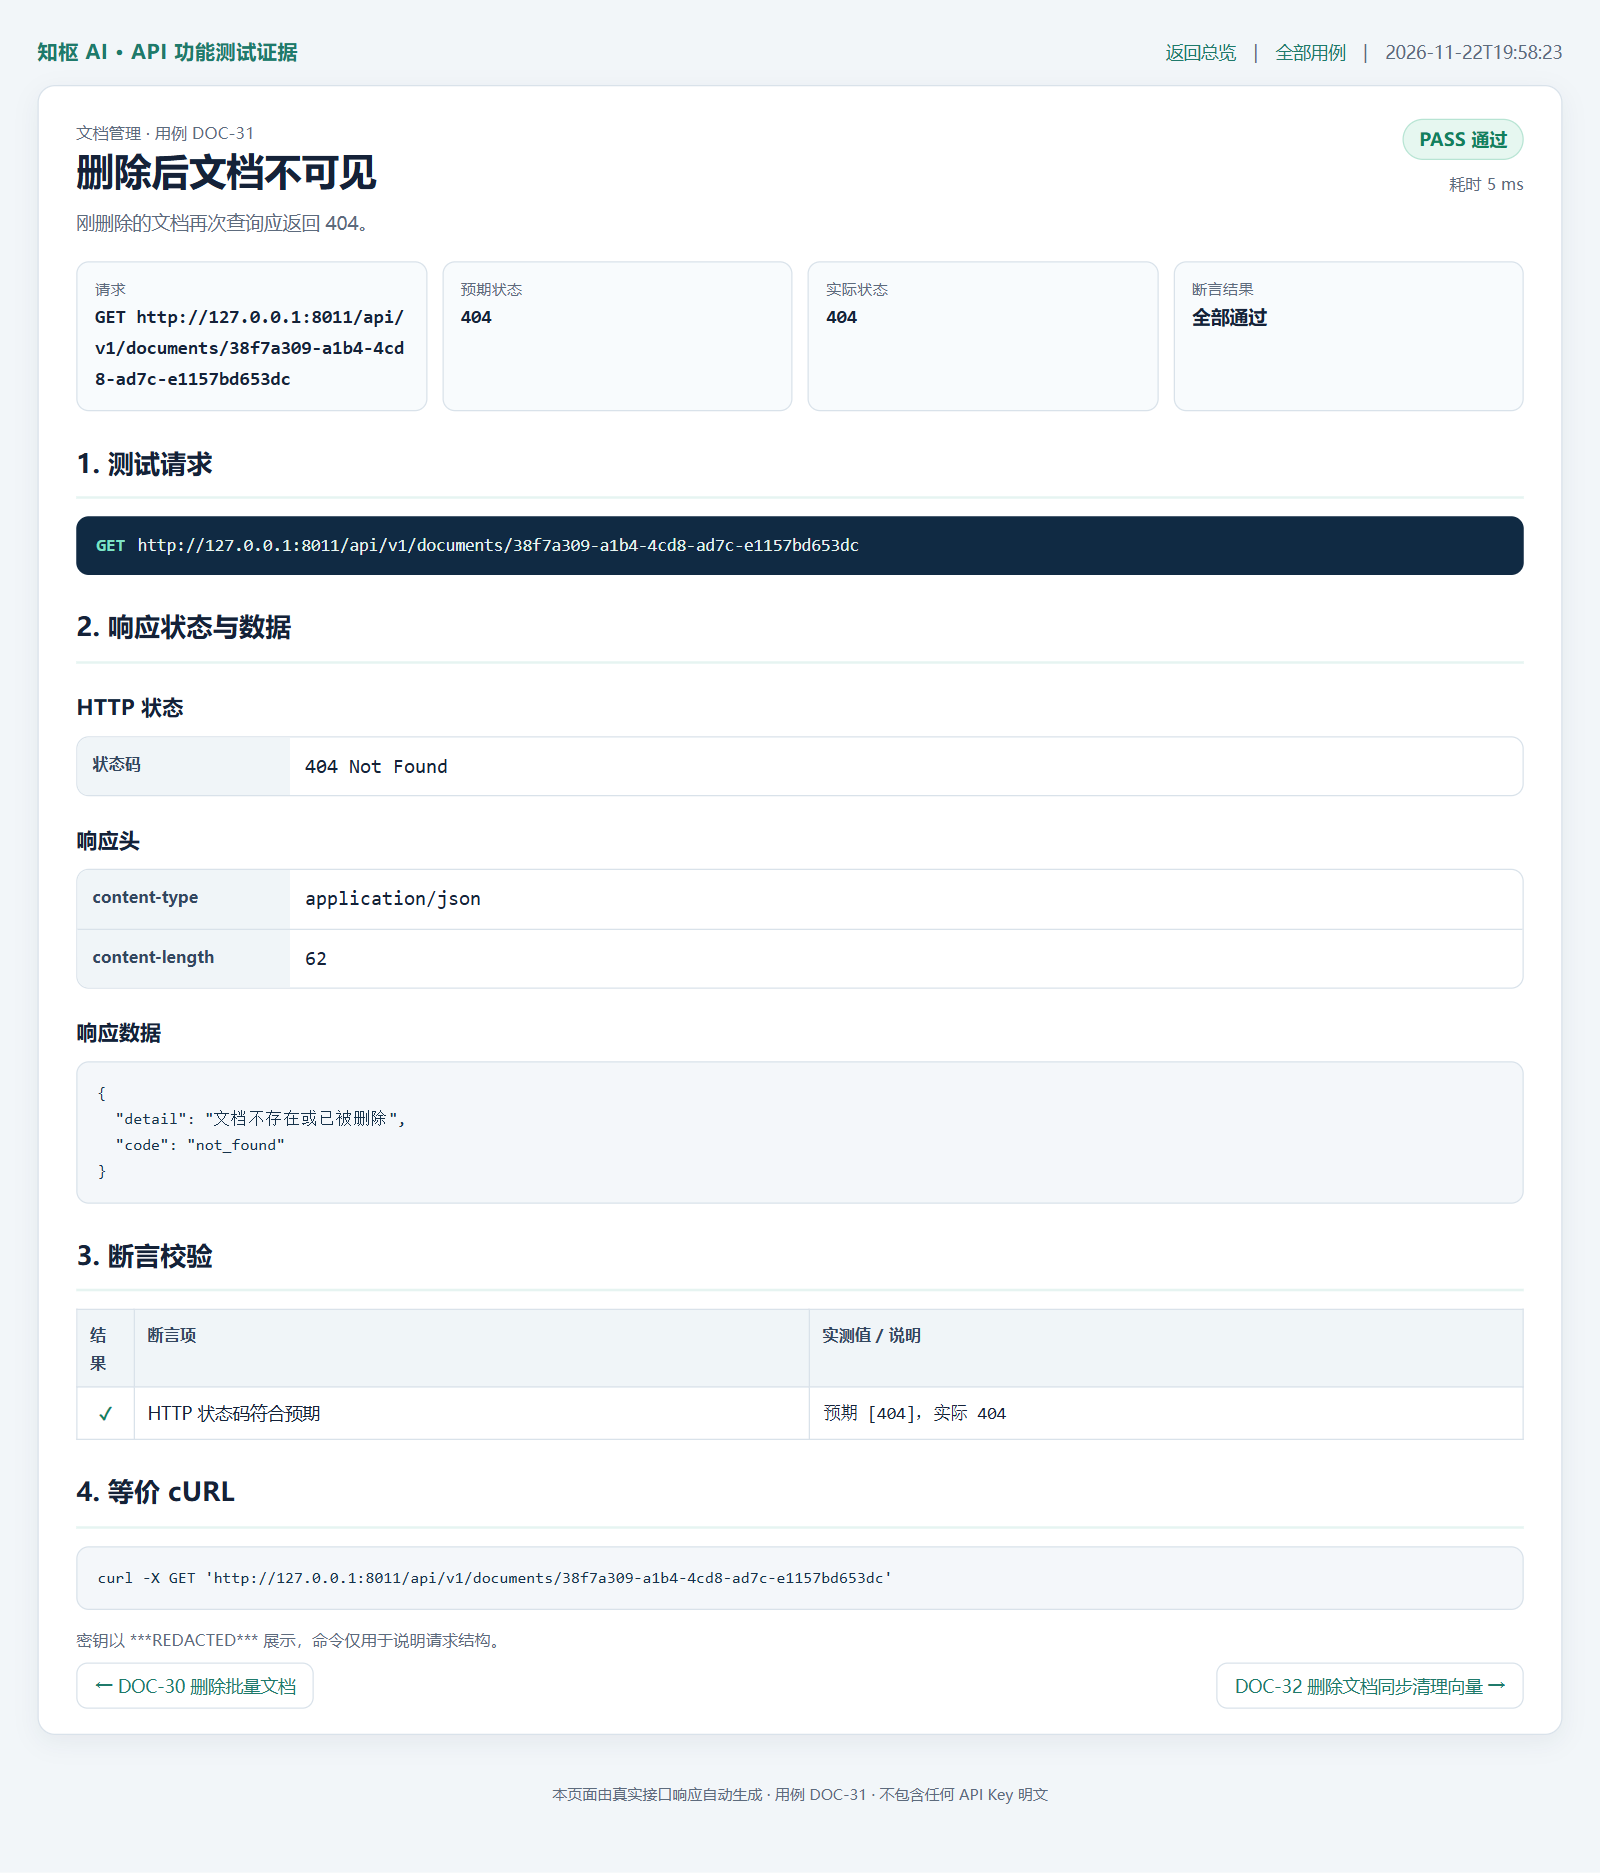 知枢 AI · API 功能测试证据
返回总览 | 全部用例 | 2026-11-22T19:58:23
文档管理 · 用例 DOC-31
PASS 通过
删除后文档不可见
耗时 5 ms
刚删除的文档再次查询应返回 404。
请求
GET http://127.0.0.1:8011/api/
v1/documents/38f7a309-a1b4-4cd
8-ad7c-e1157bd653dc
预期状态
404
实际状态
404
断言结果
全部通过
1. 测试请求
GET http://127.0.0.1:8011/api/v1/documents/38f7a309-a1b4-4cd8-ad7c-e1157bd653dc
2. 响应状态与数据
HTTP 状态
状态码 404 Not Found
响应头
content-type application/json
content-length 62
响应数据
{
"detail": "文档不存在或已被删除",
"code": "not_found"
}
3. 断言校验
结果 断言项 实测值 / 说明
✓ HTTP 状态码符合预期 预期 [404]，实际 404
4. 等价 cURL
curl -X GET 'http://127.0.0.1:8011/api/v1/documents/38f7a309-a1b4-4cd8-ad7c-e1157bd653dc'
密钥以 ***REDACTED*** 展示，命令仅用于说明请求结构。
← DOC-30 删除批量文档
DOC-32 删除文档同步清理向量 →
本页面由真实接口响应自动生成 · 用例 DOC-31 · 不包含任何 API Key 明文